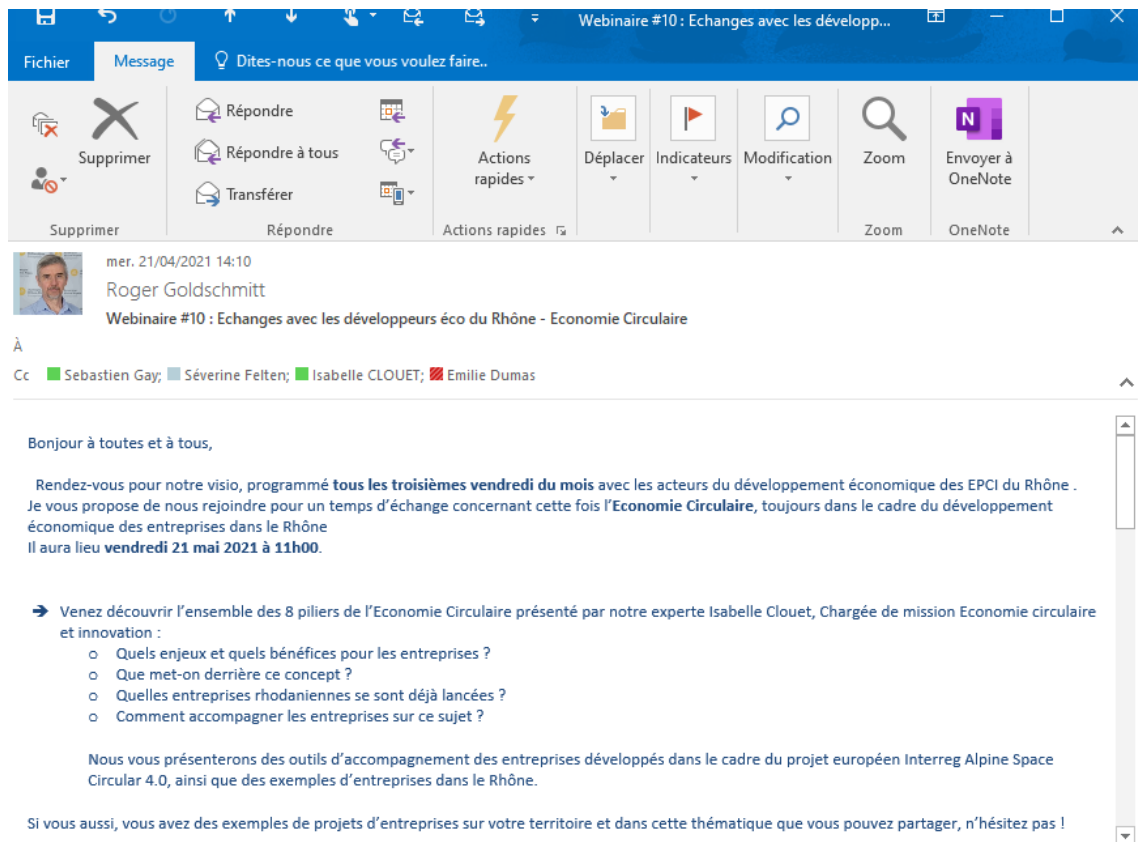 Webinaire #10 : Echanges avec les dévelop...
Fichier
Message
Dites-nous ce que vous voulez faire..
Supprimer
Répondre
Répondre à tous
Transférer
Actions
rapides
Déplacer
Indicateurs
Modification
Zoom
N
Envoyer à
OneNote
Supprimer
Répondre
Actions rapides
Zoom
OneNote
mer. 21/04/2021 14:10
Roger Goldschmitt
Webinaire #10 : Echanges avec les développeurs éco du Rhône - Economie Circulaire
À
Cc Sebastien Gay; Séverine Felten; Isabelle CLOUET; Emilie Dumas
Bonjour à toutes et à tous,
Rendez-vous pour notre visio, programmé tous les troisièmes vendredi du mois avec les acteurs du développement économique des EPCI du Rhône .
Je vous propose de nous rejoindre pour un temps d’échange concernant cette fois l’Economie Circulaire, toujours dans le cadre du développement
économique des entreprises dans le Rhône
Il aura lieu vendredi 21 mai 2021 à 11h00.
➔ Venez découvrir l’ensemble des 8 piliers de l’Economie Circulaire présenté par notre experte Isabelle Clouet, Chargée de mission Economie circulaire
et innovation :
o Quels enjeux et quels bénéfices pour les entreprises ?
o Que met-on derrière ce concept ?
o Quelles entreprises rhodaniennes se sont déjà lancées ?
o Comment accompagner les entreprises sur ce sujet ?
Nous vous présenterons des outils d’accompagnement des entreprises développés dans le cadre du projet européen Interreg Alpine Space
Circular 4.0, ainsi que des exemples d’entreprises dans le Rhône.
Si vous aussi, vous avez des exemples de projets d’entreprises sur votre territoire et dans cette thématique que vous pouvez partager, n’hésitez pas !